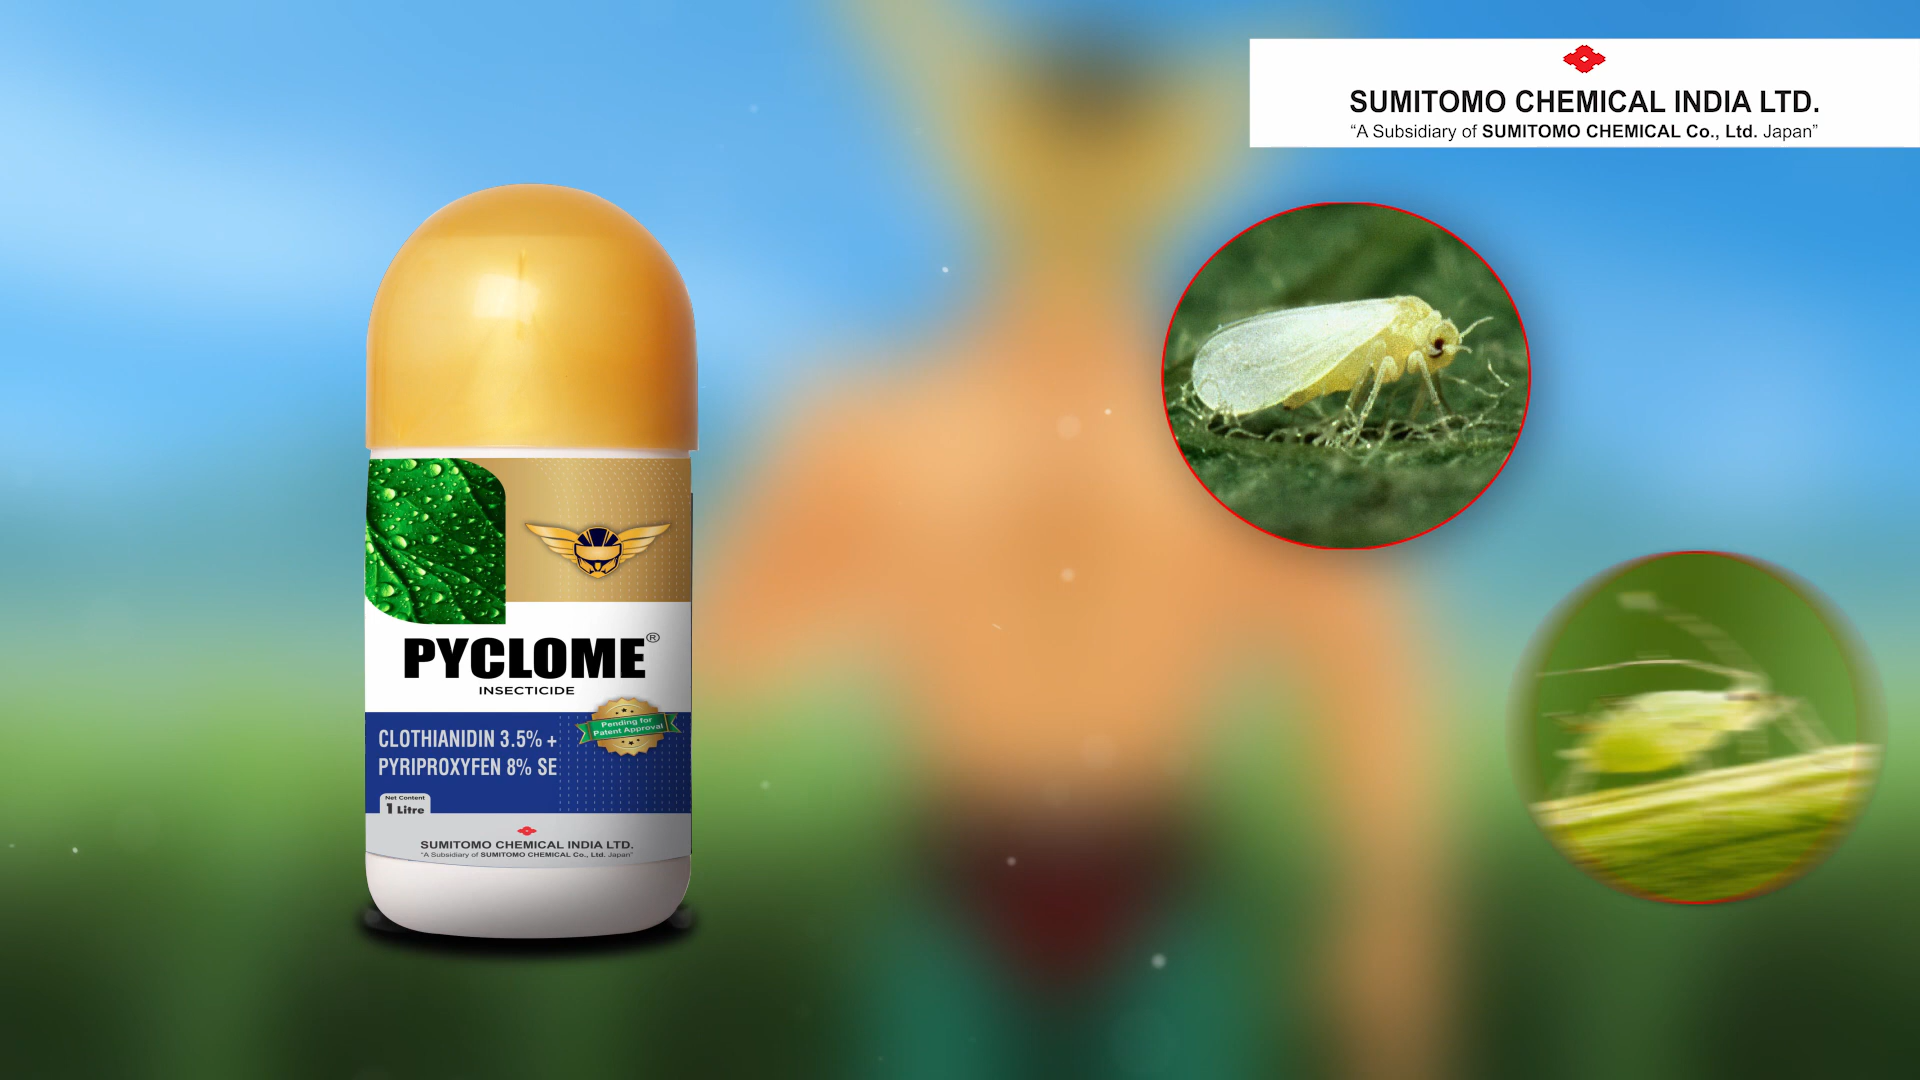 SUMITOMO CHEMICAL INDIA LTD.
“A Subsidiary of SUMITOMO CHEMICAL Co., Ltd. Japan”
PYCLOME®
INSECTICIDE
Pending for
Patent Approval
CLOTHIANIDIN 3.5% +
PYRIPROXYFEN 8% SE
Net Content
1 Litre
SUMITOMO CHEMICAL INDIA LTD.
“A Subsidiary of SUMITOMO CHEMICAL Co., Ltd. Japan”